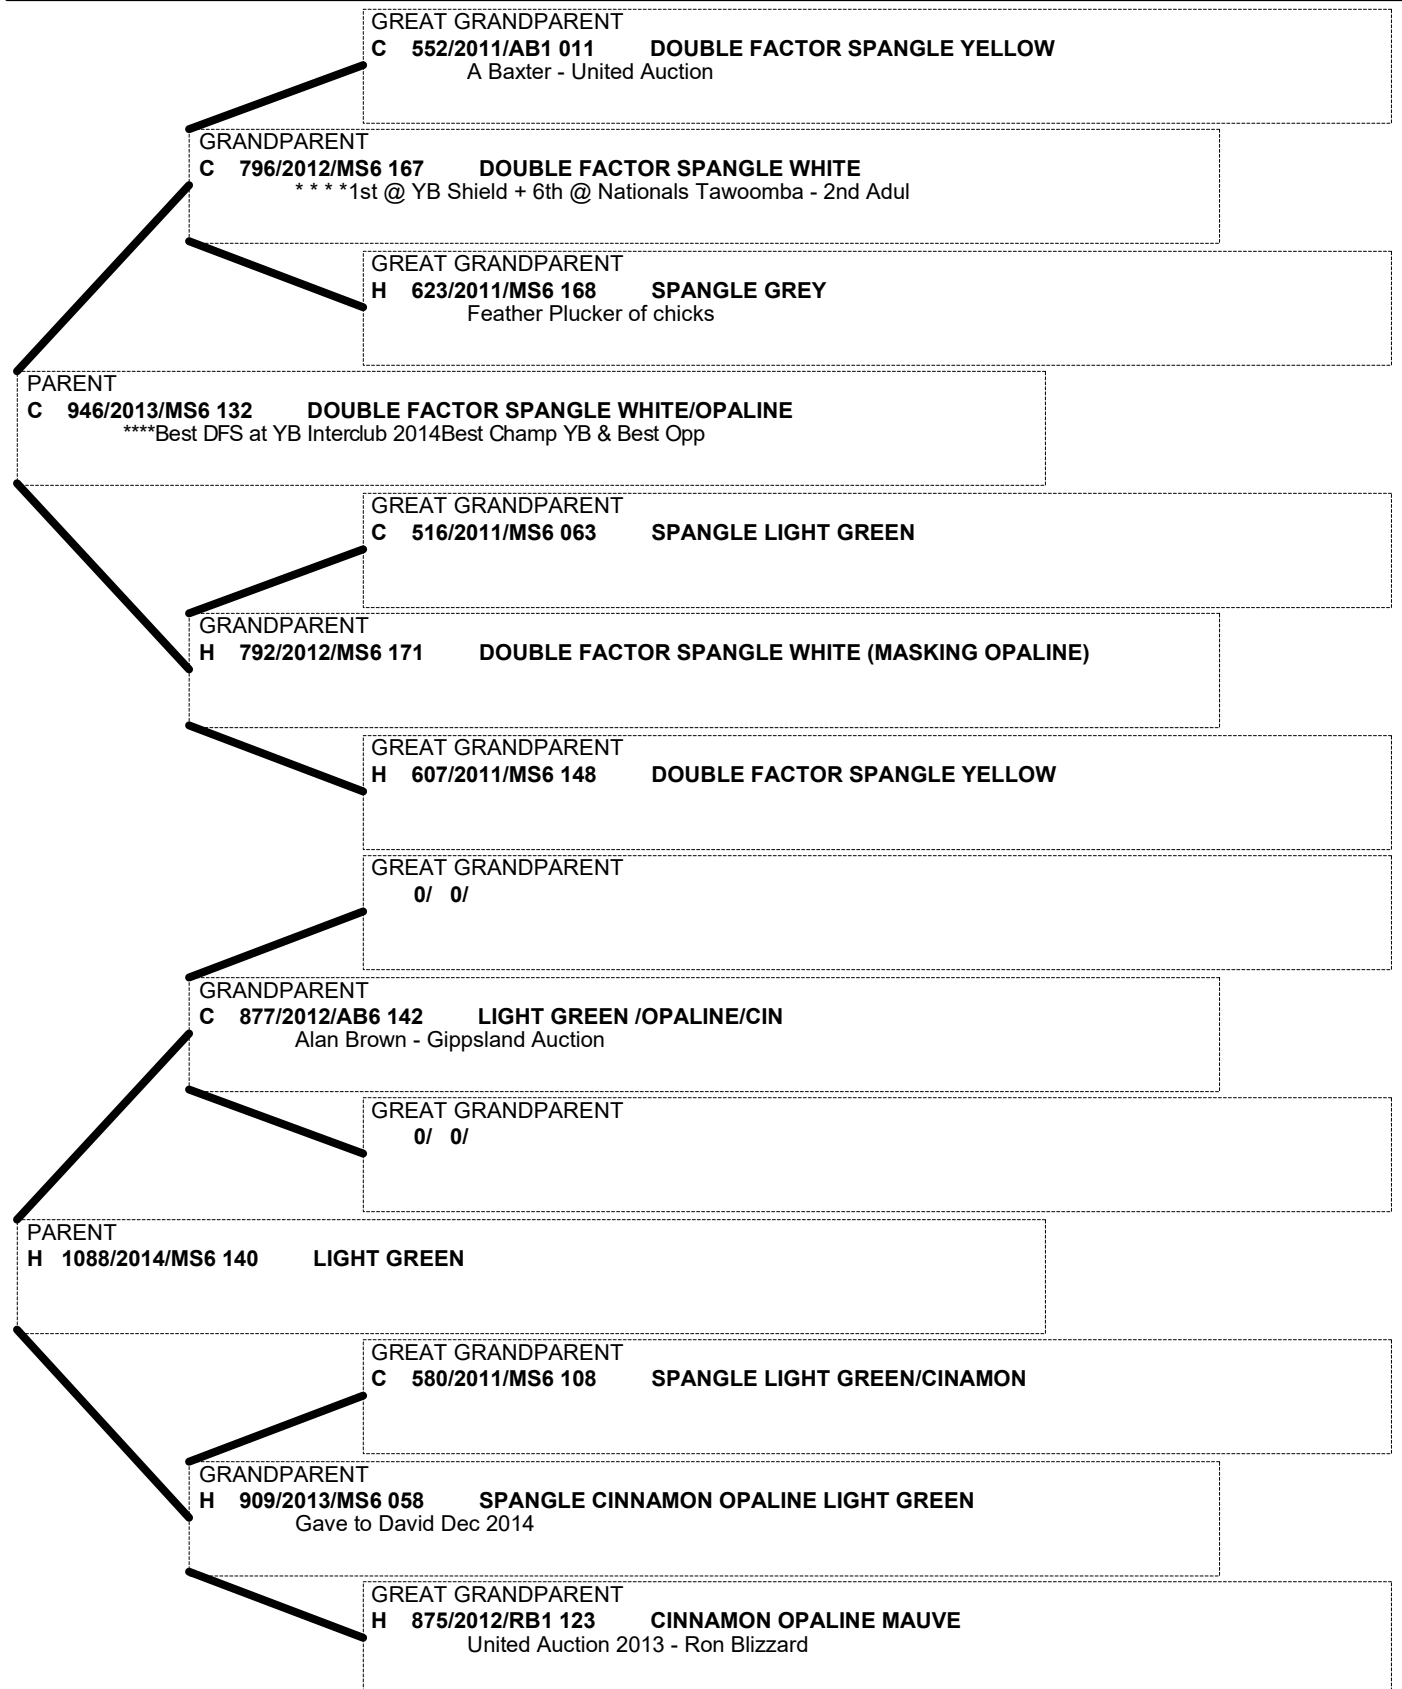 GREAT GRANDPARENT
C 552/2011/AB1 011 DOUBLE FACTOR SPANGLE YELLOW
A Baxter - United Auction
GRANDPARENT
C 796/2012/MS6 167 DOUBLE FACTOR SPANGLE WHITE
* * * *1st @ YB Shield + 6th @ Nationals Tawoomba - 2nd Adul
GREAT GRANDPARENT
H 623/2011/MS6 168 SPANGLE GREY
Feather Plucker of chicks
PARENT
C 946/2013/MS6 132 DOUBLE FACTOR SPANGLE WHITE/OPALINE
****Best DFS at YB Interclub 2014Best Champ YB & Best Opp
GREAT GRANDPARENT
C 516/2011/MS6 063 SPANGLE LIGHT GREEN
GRANDPARENT
H 792/2012/MS6 171 DOUBLE FACTOR SPANGLE WHITE (MASKING OPALINE)
GREAT GRANDPARENT
H 607/2011/MS6 148 DOUBLE FACTOR SPANGLE YELLOW
GREAT GRANDPARENT
0/ 0/
GRANDPARENT
C 877/2012/AB6 142 LIGHT GREEN /OPALINE/CIN
Alan Brown - Gippsland Auction
GREAT GRANDPARENT
0/ 0/
PARENT
H 1088/2014/MS6 140 LIGHT GREEN
GREAT GRANDPARENT
C 580/2011/MS6 108 SPANGLE LIGHT GREEN/CINAMON
GRANDPARENT
H 909/2013/MS6 058 SPANGLE CINNAMON OPALINE LIGHT GREEN
Gave to David Dec 2014
GREAT GRANDPARENT
H 875/2012/RB1 123 CINNAMON OPALINE MAUVE
United Auction 2013 - Ron Blizzard